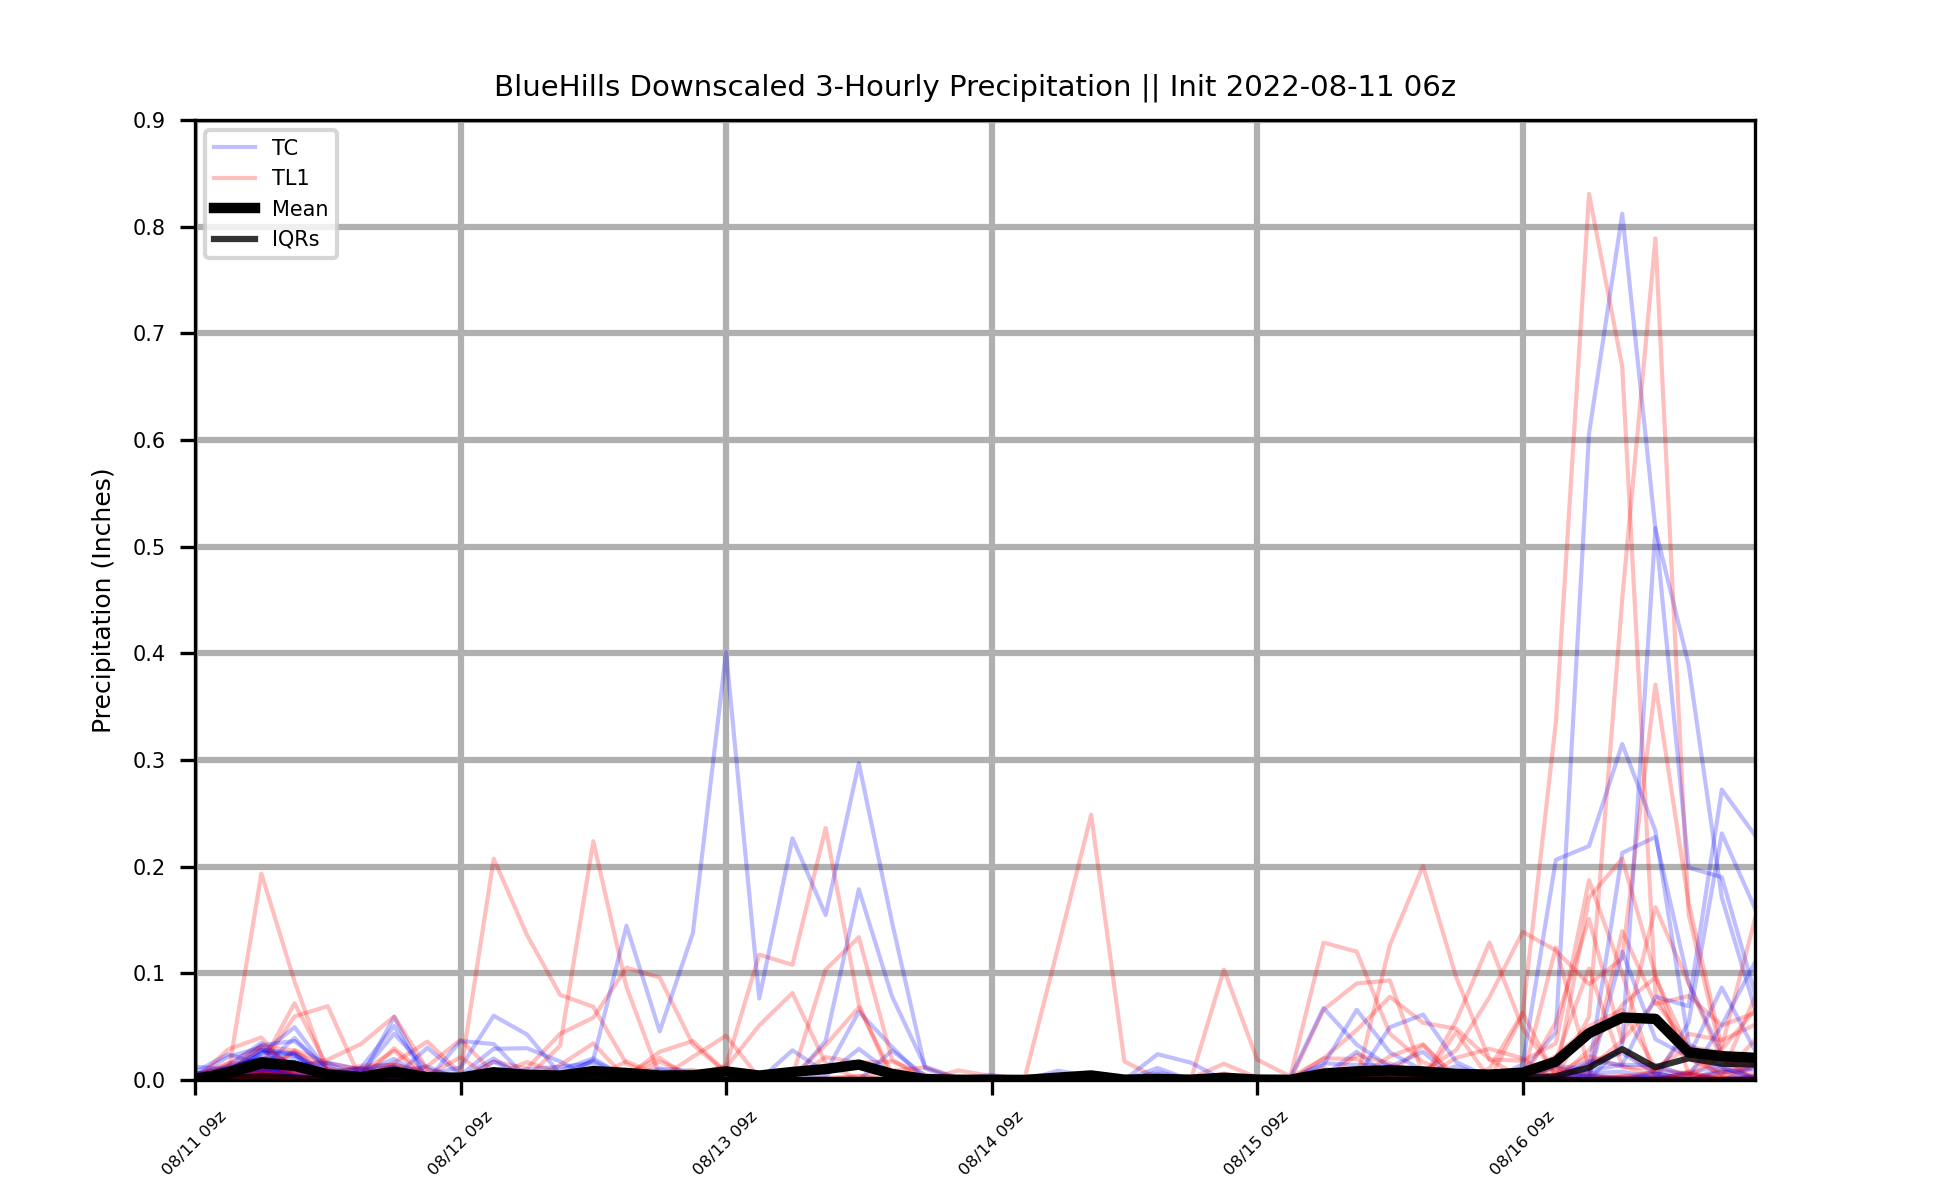 BlueHills Downscaled 3-Hourly Precipitation || Init 2022-08-11 06z
TC
TL1
Mean
IQRs
Precipitation (Inches)
0.9
0.8
0.7
0.6
0.5
0.4
0.3
0.2
0.1
0.0
08/11 09z
08/12 09z
08/13 09z
08/14 09z
08/15 09z
08/16 09z